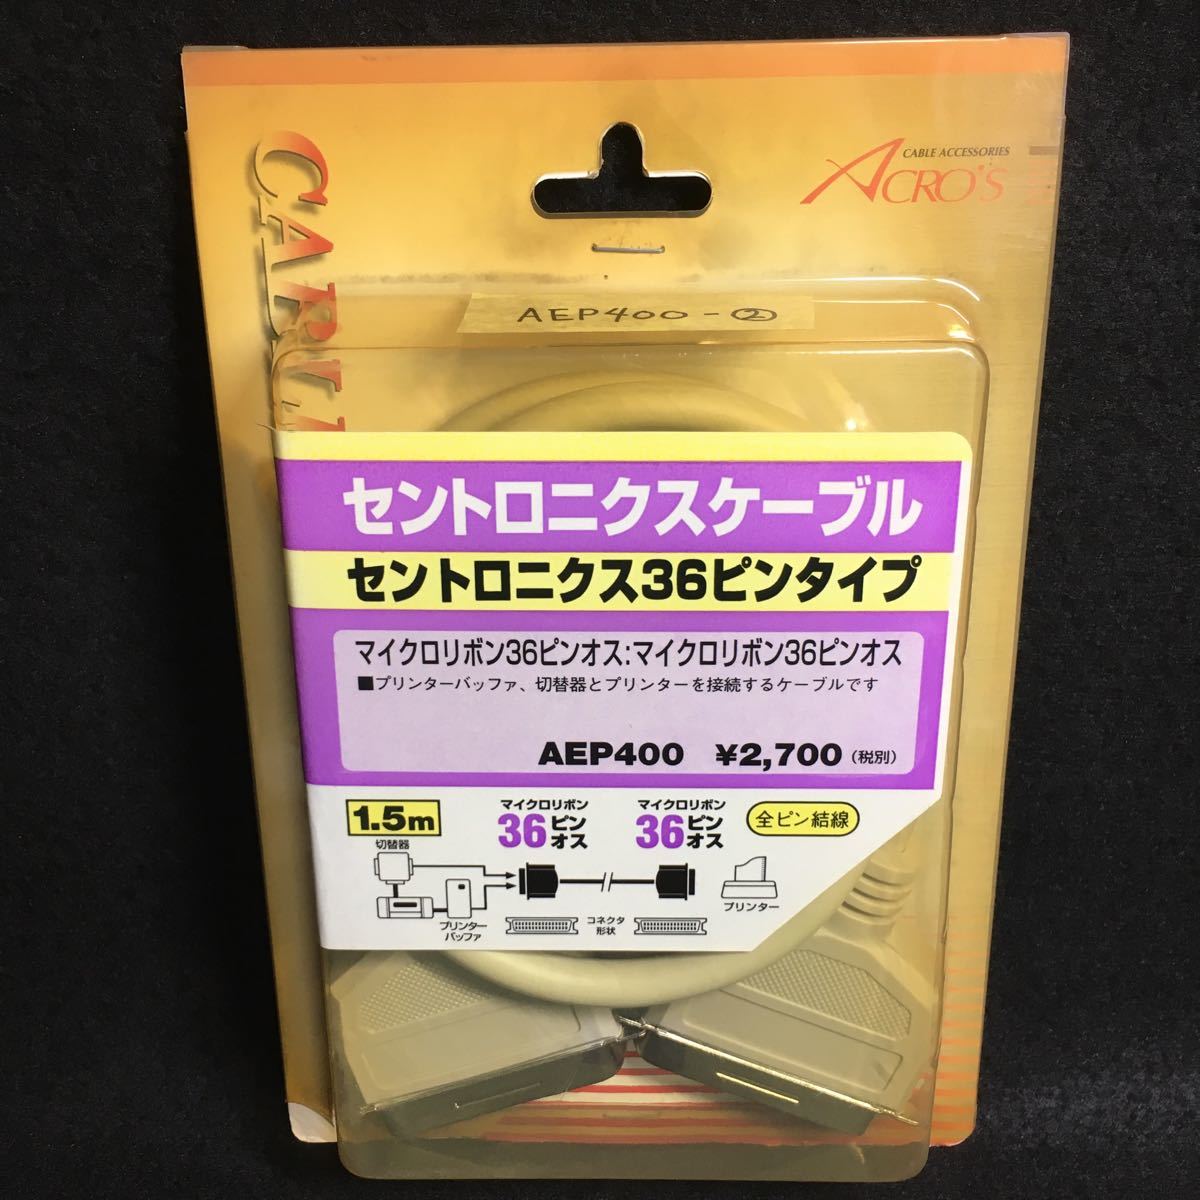 CABLE ACCESSORIES
ACRO'S
AEP400-②
セントロニクスケーブル
セントロニクス36ピンタイプ
マイクロリボン36ピンオス:マイクロリボン36ピンオス
■プリンターバッファ、切替器とプリンターを接続するケーブルです
AEP400 ¥2,700(税別)
1.5m
マイクロリボン
36ピンオス
マイクロリボン
36ピンオス
全ピン結線
切替器
プリンターバッファ
コネクタ形状
プリンター